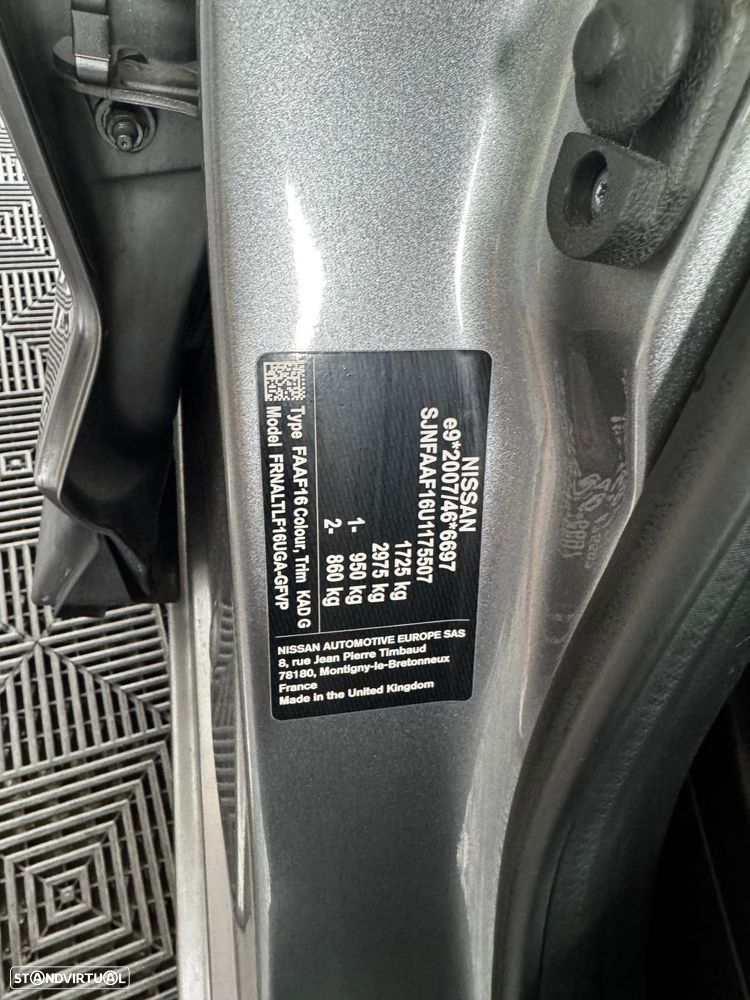 NISSAN
e9*2007/46*6697
SJNFAAF16U1175507
1725 kg
2975 kg
1- 950 kg
2- 860 kg
Type FAAF16 Colour, Trim KAD G
Model FRNALTLF16UGA-GFVP
NISSAN AUTOMOTIVE EUROPE SAS
8, rue Jean Pierre Timbaud
78180, Montigny-le-Bretonneux
France
Made in the United Kingdom
STANDVIRTUAL